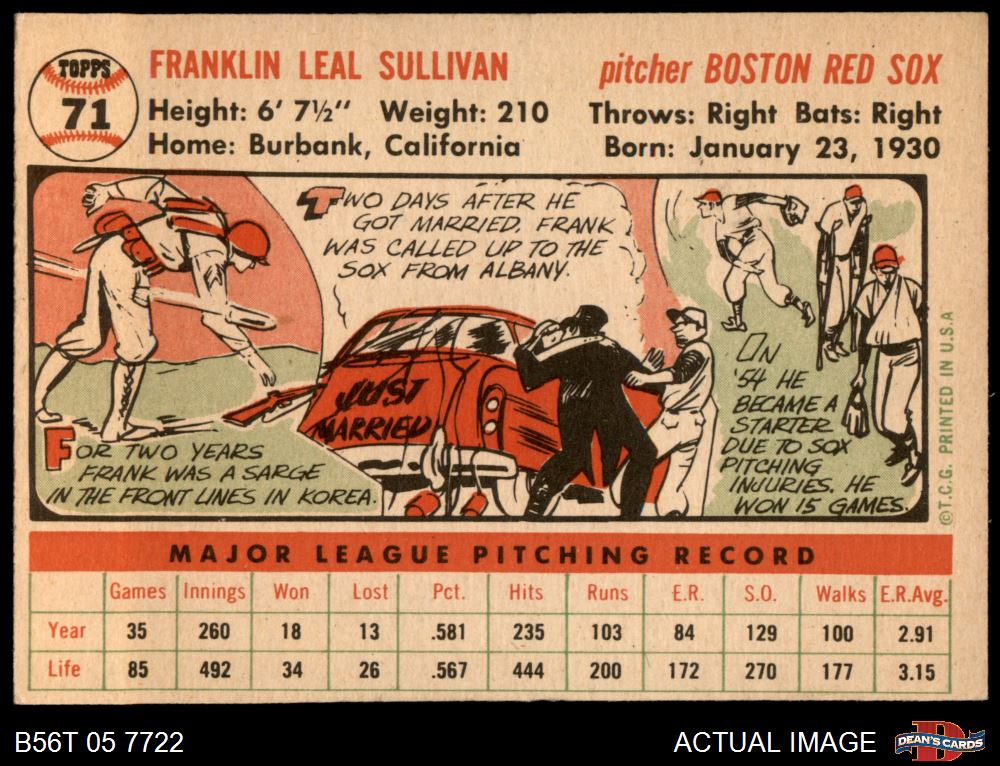 TOPPS
71
FRANKLIN LEAL SULLIVAN
pitcher BOSTON RED SOX
Height: 6' 7½" Weight: 210
Throws: Right Bats: Right
Home: Burbank, California
Born: January 23, 1930
FOR TWO YEARS
FRANK WAS A SARGE
IN THE FRONT LINES IN KOREA.
TWO DAYS AFTER HE
GOT MARRIED, FRANK
WAS CALLED UP TO THE
SOX FROM ALBANY.
JUST
MARRIED
IN
'54 HE
BECAME A
STARTER
DUE TO SOX
PITCHING
INJURIES. HE
WON 15 GAMES.
©T.C.G. PRINTED IN U.S.A
MAJOR LEAGUE PITCHING RECORD
Games Innings Won Lost Pct. Hits Runs E.R. S.O. Walks E.R.Avg.
Year 35 260 18 13 .581 235 103 84 129 100 2.91
Life 85 492 34 26 .567 444 200 172 270 177 3.15
B56T 05 7722
ACTUAL IMAGE
D
DEAN'S CARDS